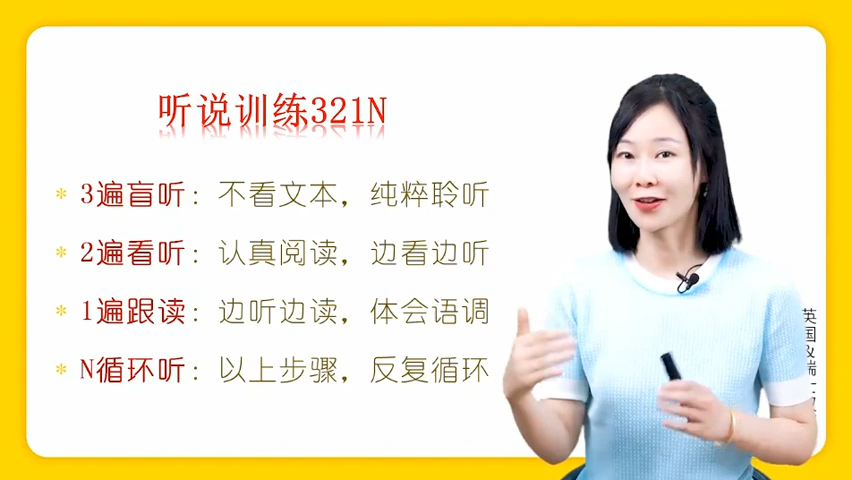 听说训练321N
* 3遍盲听：不看文本，纯粹聆听
* 2遍看听：认真阅读，边看边听
* 1遍跟读：边听边读，体会语调
* N循环听：以上步骤，反复循环
英国